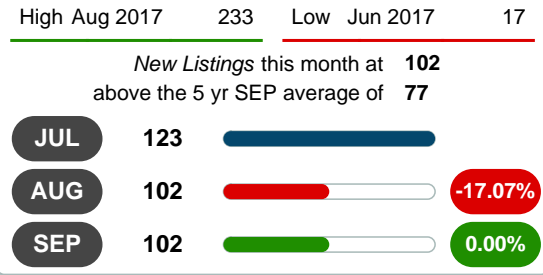 High Aug 2017 233 Low Jun 2017 17
New Listings this month at 102
above the 5 yr SEP average of 77
JUL 123
AUG 102 -17.07%
SEP 102 0.00%